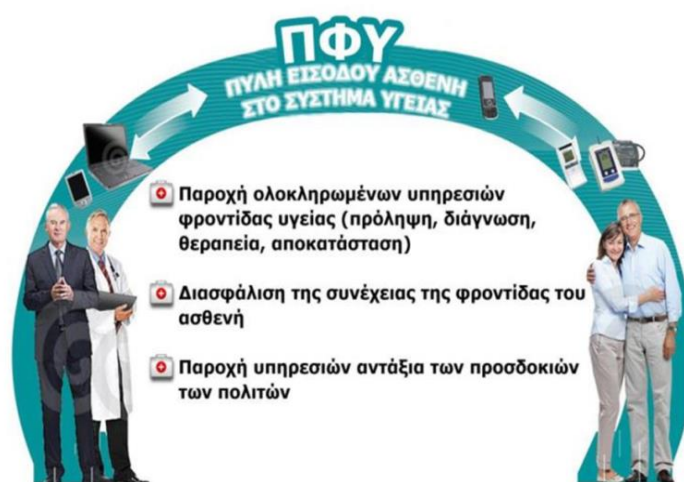 ΠΦΥ
ΠΥΛΗ ΕΙΣΟΔΟΥ ΑΣΘΕΝΗ
ΣΤΟ ΣΥΣΤΗΜΑ ΥΓΕΙΑΣ
Παροχή ολοκληρωμένων υπηρεσιών
φροντίδας υγείας (πρόληψη, διάγνωση,
θεραπεία, αποκατάσταση)
Διασφάλιση της συνέχειας της φροντίδας του
ασθενή
Παροχή υπηρεσιών αντάξια των προσδοκιών
των πολιτών